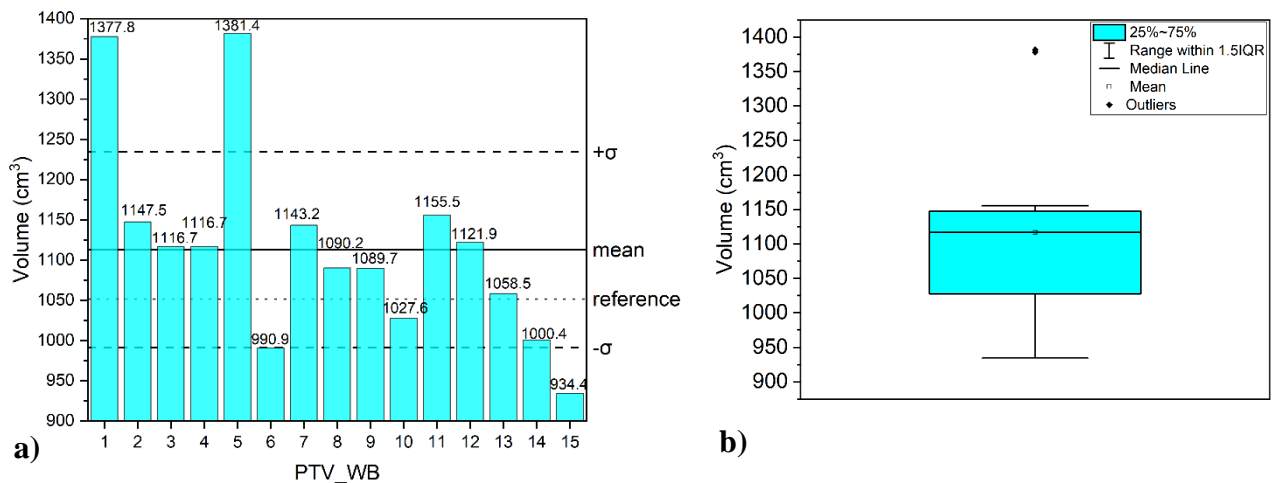 1400
1350
1300
1250
1200
1150
1100
1050
1000
950
900
Volume (cm³)
1377.8
1147.5
1116.7
1116.7
1381.4
990.9
1143.2
1090.2
1089.7
1027.6
1155.5
1121.9
1058.5
1000.4
934.4
+σ
mean
reference
-σ
1 2 3 4 5 6 7 8 9 10 11 12 13 14 15
PTV_WB
a)
1400
1350
1300
1250
1200
1150
1100
1050
1000
950
900
Volume (cm³)
25%~75%
Range within 1.5IQR
Median Line
Mean
Outliers
b)